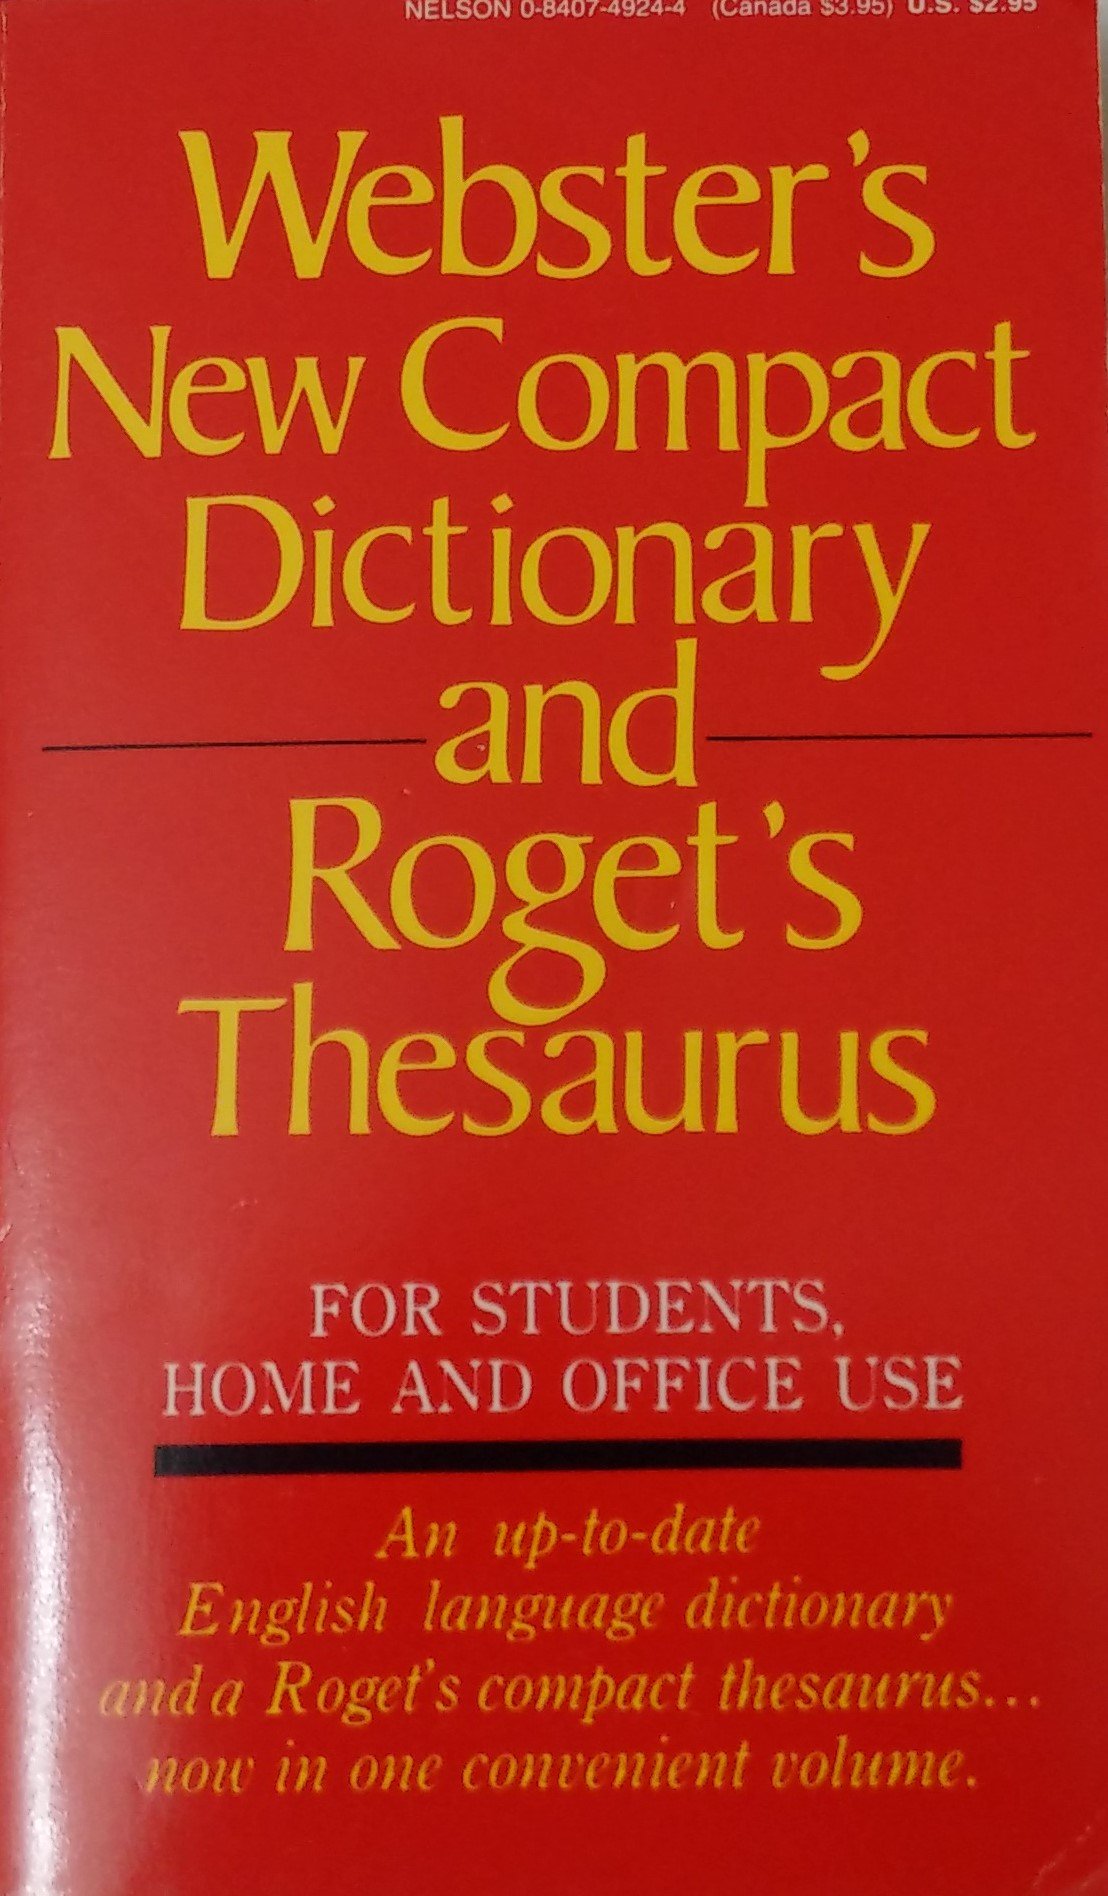 NELSON 0-8407-4924-4 (Canada $3.95) U.S. $2.95
Webster's
New Compact
Dictionary
and
Roget's
Thesaurus
FOR STUDENTS,
HOME AND OFFICE USE
An up-to-date
English language dictionary
and a Roget's compact thesaurus...
now in one convenient volume.